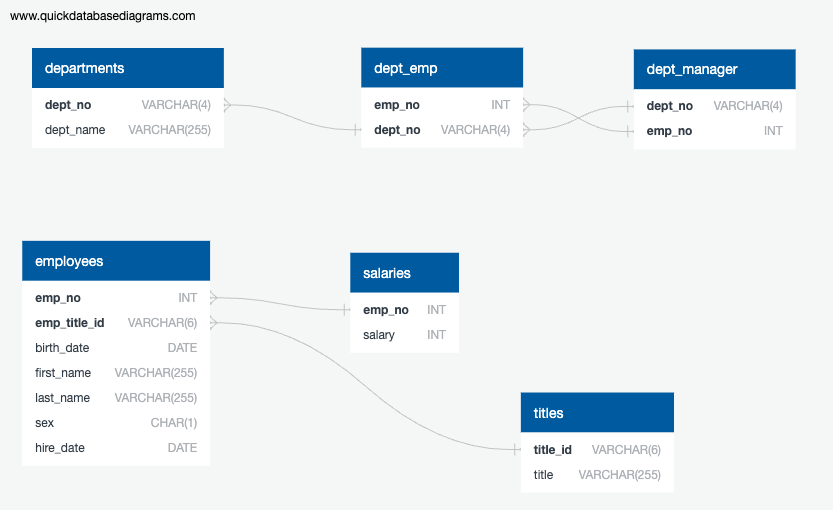 www.quickdatabasediagrams.com
departments
dept_no VARCHAR(4)
dept_name VARCHAR(255)
dept_emp
emp_no INT
dept_no VARCHAR(4)
dept_manager
dept_no VARCHAR(4)
emp_no INT
employees
emp_no INT
emp_title_id VARCHAR(6)
birth_date DATE
first_name VARCHAR(255)
last_name VARCHAR(255)
sex CHAR(1)
hire_date DATE
salaries
emp_no INT
salary INT
titles
title_id VARCHAR(6)
title VARCHAR(255)